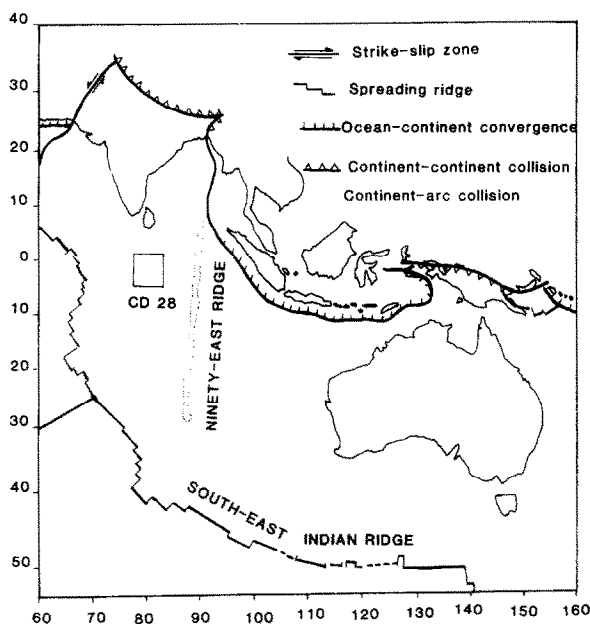 40
30
20
10
0
10
20
30
40
50
Strike-slip zone
Spreading ridge
Ocean-continent convergence
Continent-continent collision
Continent-arc collision
CD 28
NINETY-EAST RIDGE
SOUTH-EAST
INDIAN RIDGE
60 70 80 90 100 110 120 130 140 150 160